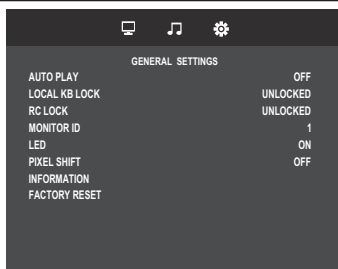 GENERAL SETTINGS
AUTO PLAY OFF
LOCAL KB LOCK UNLOCKED
RC LOCK UNLOCKED
MONITOR ID 1
LED ON
PIXEL SHIFT OFF
INFORMATION
FACTORY RESET